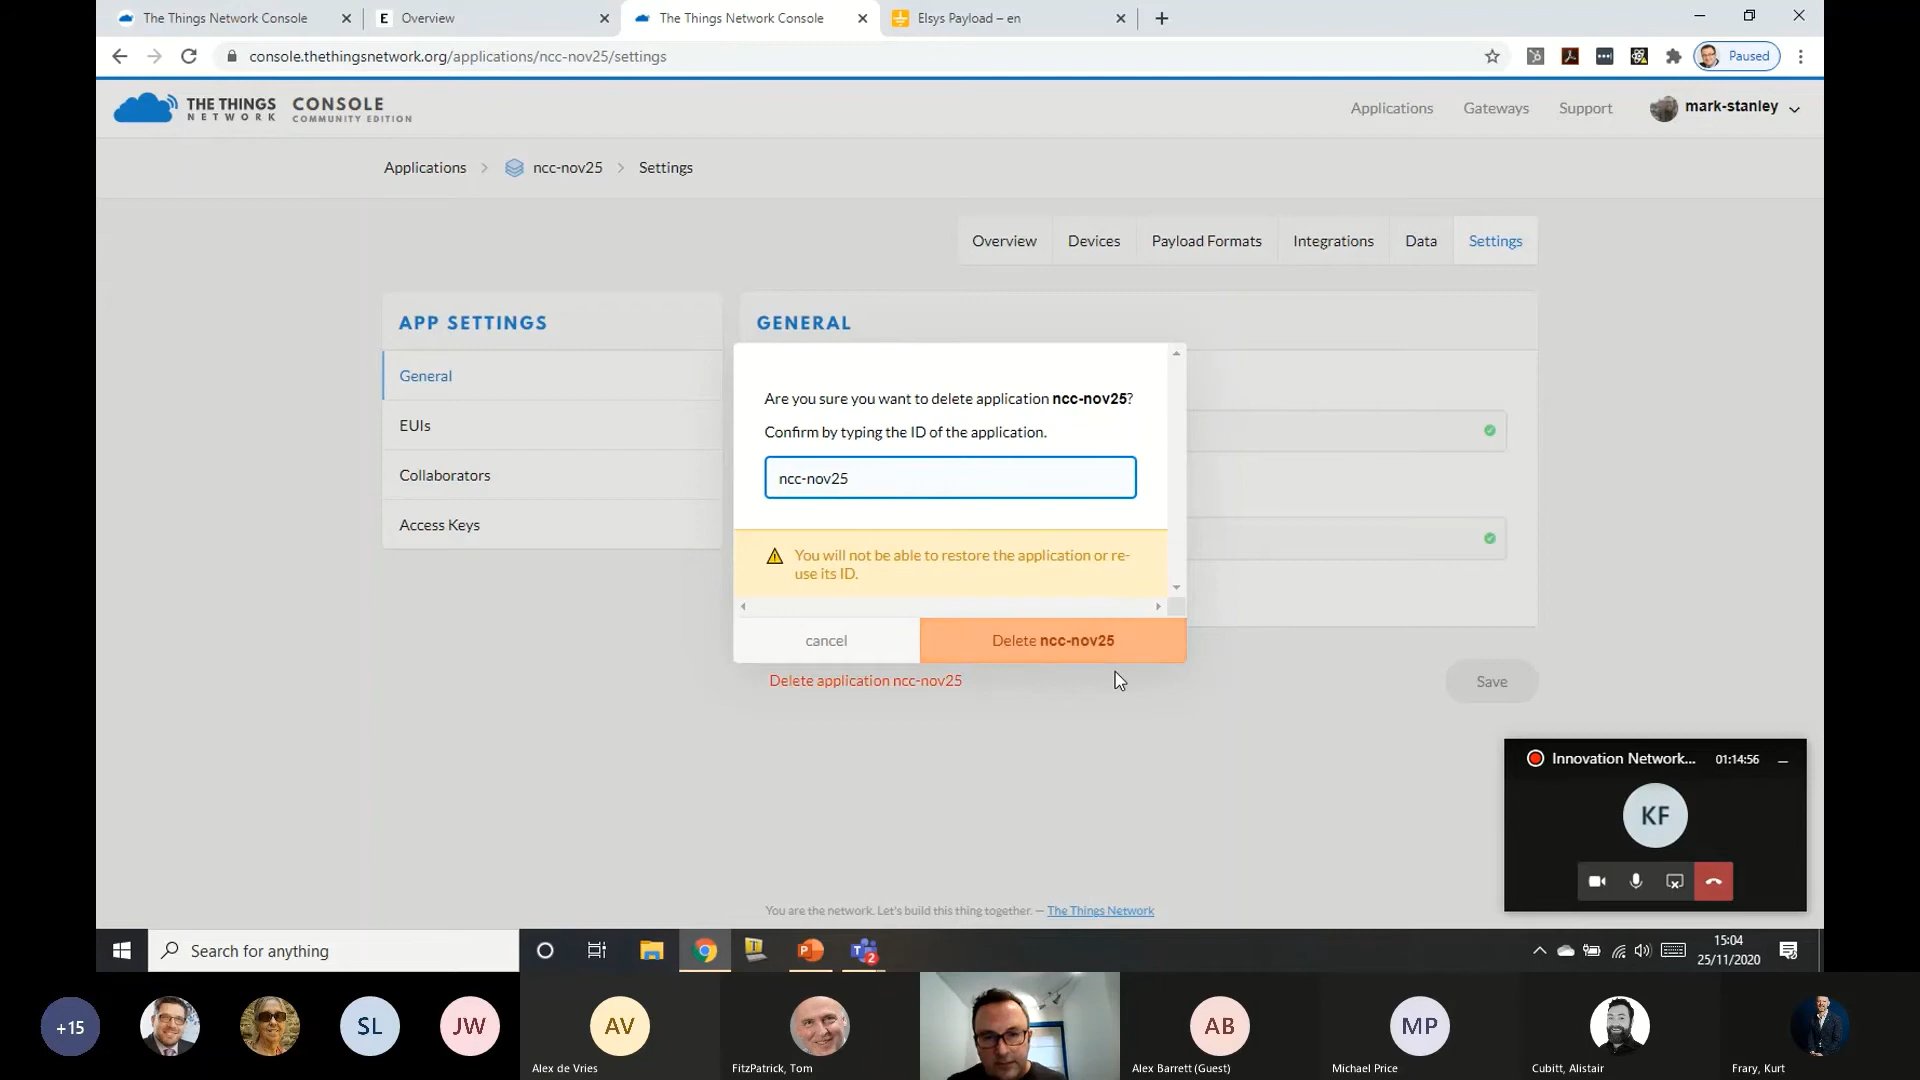 The Things Network Console
E Overview
The Things Network Console
Elsys Payload – en
console.thethingsnetwork.org/applications/ncc-nov25/settings
Paused
THE THINGS
NETWORK
CONSOLE
COMMUNITY EDITION
Applications
Gateways
Support
mark-stanley
Applications
ncc-nov25
Settings
Overview
Devices
Payload Formats
Integrations
Data
Settings
APP SETTINGS
General
EUIs
Collaborators
Access Keys
GENERAL
Are you sure you want to delete application ncc-nov25?
Confirm by typing the ID of the application.
ncc-nov25
You will not be able to restore the application or re-
use its ID.
cancel
Delete ncc-nov25
Delete application ncc-nov25
Save
Innovation Network...
01:14:56
KF
You are the network. Let's build this thing together. — The Things Network
Search for anything
2
15:04
25/11/2020
+15
SL
JW
AV
Alex de Vries
FitzPatrick, Tom
AB
Alex Barrett (Guest)
MP
Michael Price
Cubitt, Alistair
Frary, Kurt